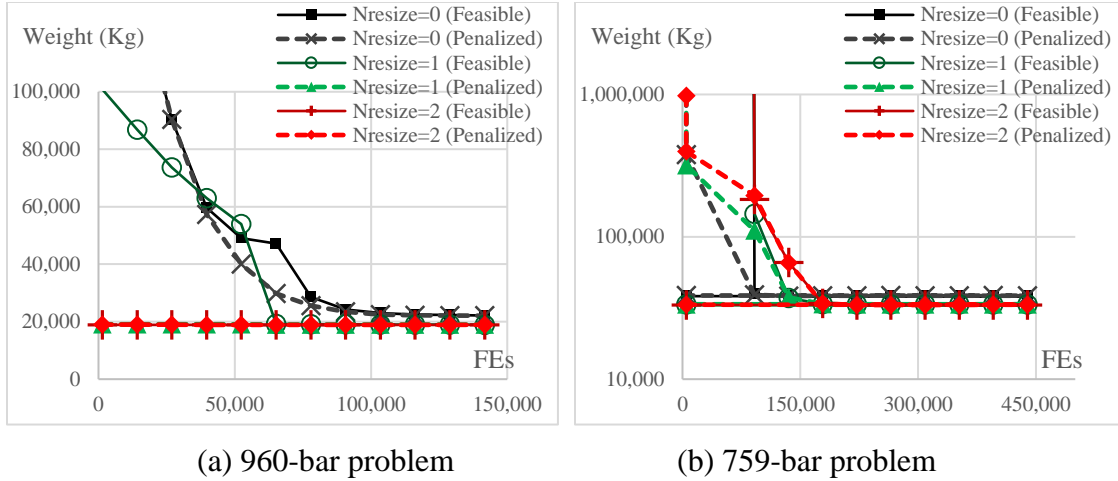 Weight (Kg)
Nresize=0 (Feasible)
Nresize=0 (Penalized)
Nresize=1 (Feasible)
Nresize=1 (Penalized)
Nresize=2 (Feasible)
Nresize=2 (Penalized)
100,000
80,000
60,000
40,000
20,000
0
FEs
0
50,000
100,000
150,000
(a) 960-bar problem
Weight (Kg)
Nresize=0 (Feasible)
Nresize=0 (Penalized)
Nresize=1 (Feasible)
Nresize=1 (Penalized)
Nresize=2 (Feasible)
Nresize=2 (Penalized)
1,000,000
100,000
10,000
FEs
0
150,000
300,000
450,000
(b) 759-bar problem